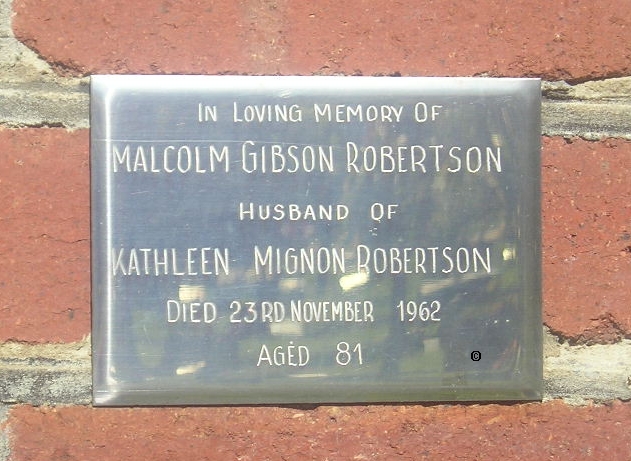 IN LOVING MEMORY OF
MALCOLM GIBSON ROBERTSON
HUSBAND OF
KATHLEEN MIGNON ROBERTSON
DIED 23RD NOVEMBER 1962
AGED 81
©